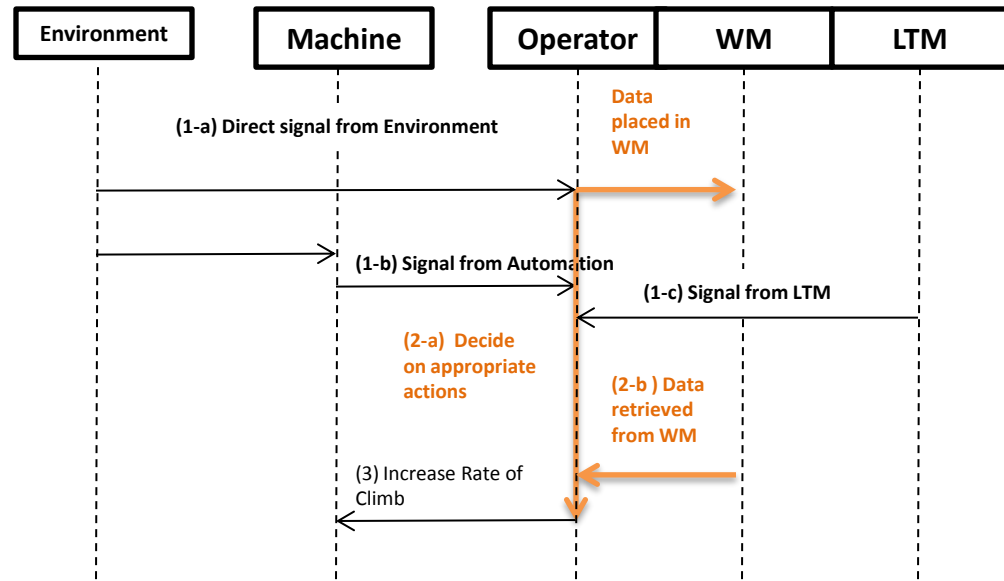 Environment
Machine
Operator
WM
LTM
Data
placed in
WM
(1-a) Direct signal from Environment
(1-b) Signal from Automation
(1-c) Signal from LTM
(2-a)  Decide
on appropriate
actions
(2-b ) Data
retrieved
from WM
(3) Increase Rate of
Climb